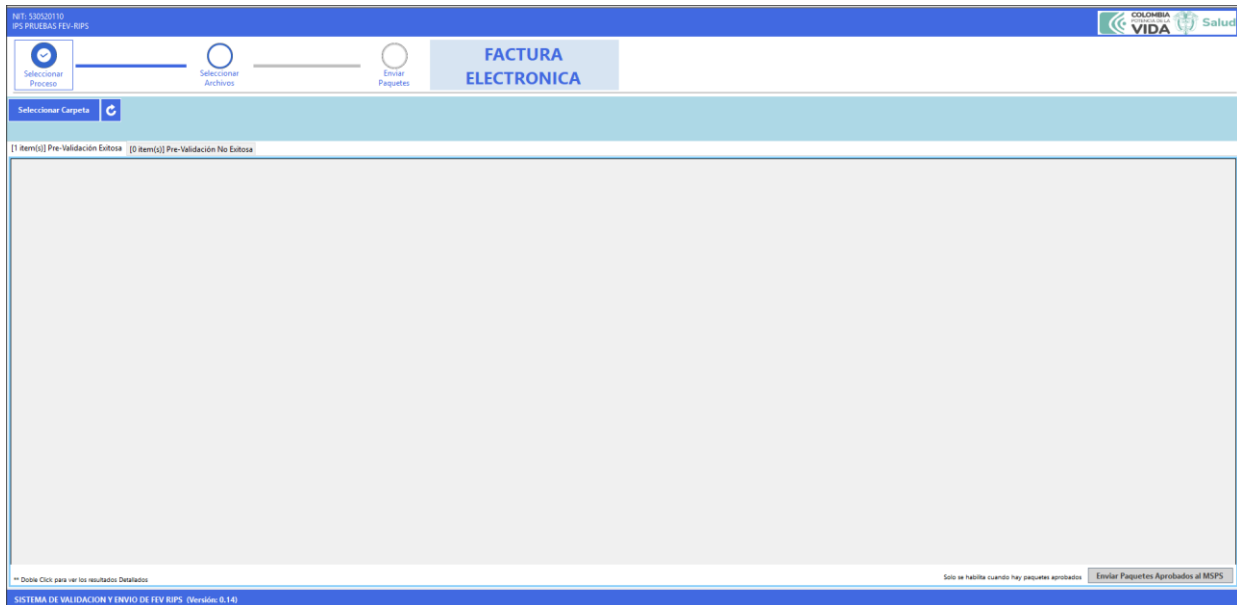 NIT: 530520110
IPS PRUEBAS FEV-RIPS
COLOMBIA
POTENCIA DE LA
VIDA
Salud
Seleccionar
Proceso
Seleccionar
Archivos
Enviar
Paquetes
FACTURA
ELECTRONICA
Seleccionar Carpeta
[1 item(s)] Pre-Validación Exitosa [0 item(s)] Pre-Validación No Exitosa
** Doble Click para ver los resultados Detallados
Solo se habilita cuando hay paquetes aprobados Enviar Paquetes Aprobados al MSPS
SISTEMA DE VALIDACION Y ENVIO DE FEV RIPS (Versión: 0.14)